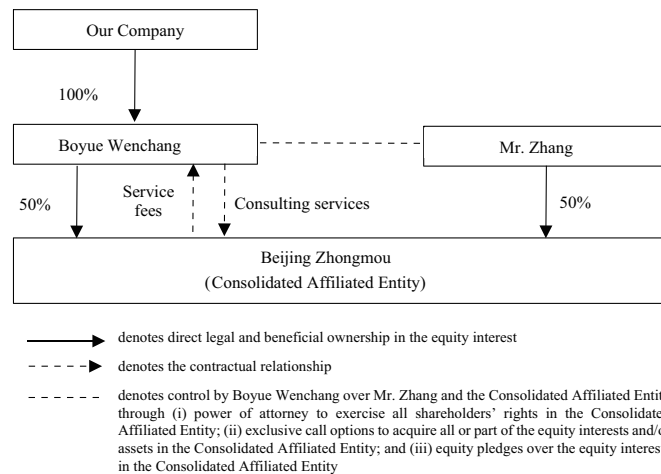 Our Company
100%
Boyue Wenchang
Mr. Zhang
50%
Service
fees
Consulting services
50%
Beijing Zhongmou
(Consolidated Affiliated Entity)
denotes direct legal and beneficial ownership in the equity interest
denotes the contractual relationship
denotes control by Boyue Wenchang over Mr. Zhang and the Consolidated Affiliated Entit
through (i) power of attorney to exercise all shareholders’ rights in the Consolidate
Affiliated Entity; (ii) exclusive call options to acquire all or part of the equity interests and/o
assets in the Consolidated Affiliated Entity; and (iii) equity pledges over the equity interes
in the Consolidated Affiliated Entity